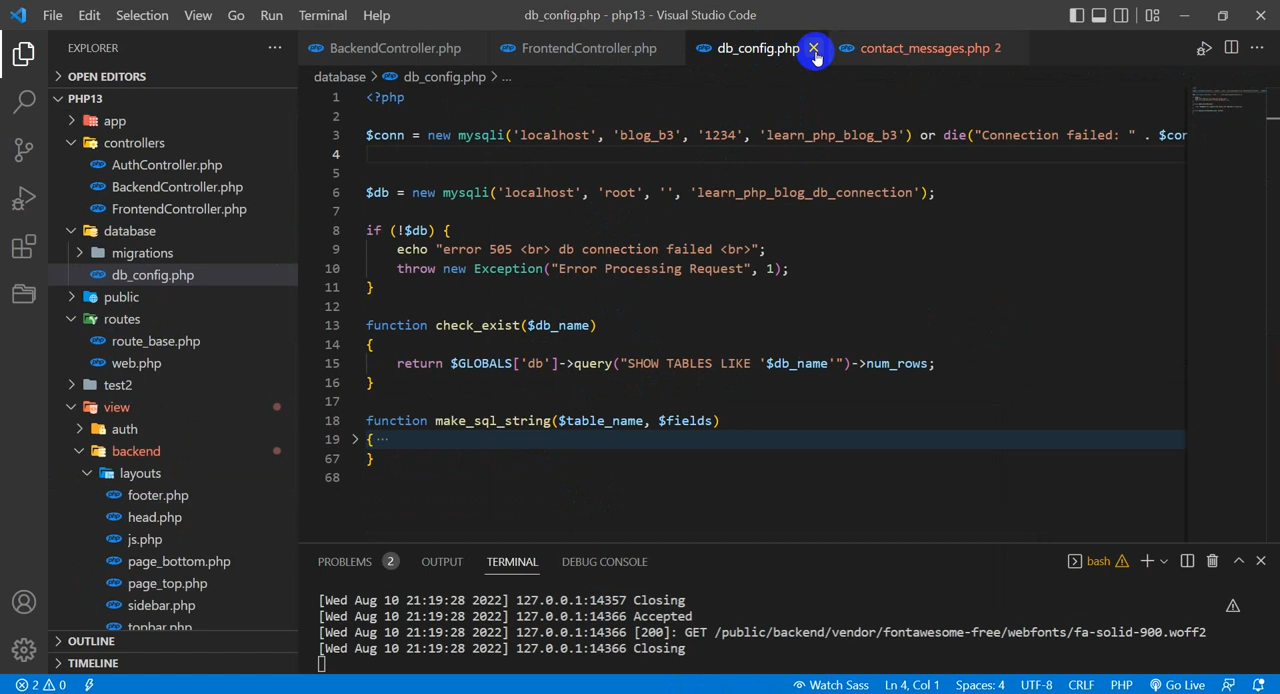 File Edit Selection View Go Run Terminal Help
db_config.php - php13 - Visual Studio Code
EXPLORER
BackendController.php
FrontendController.php
db_config.php
contact_messages.php 2
OPEN EDITORS
PHP13
app
controllers
AuthController.php
BackendController.php
FrontendController.php
database
migrations
db_config.php
public
routes
route_base.php
web.php
test2
view
auth
backend
layouts
footer.php
head.php
js.php
page_bottom.php
page_top.php
sidebar.php
topbar.php
OUTLINE
TIMELINE
database > db_config.php > ...
1 <?php
2
3 $conn = new mysqli('localhost', 'blog_b3', '1234', 'learn_php_blog_b3') or die("Connection failed: " . $con
4
5
6 $db = new mysqli('localhost', 'root', '', 'learn_php_blog_db_connection');
7
8 if (!$db) {
9 echo "error 505 <br> db connection failed <br>";
10 throw new Exception("Error Processing Request", 1);
11 }
12
13 function check_exist($db_name)
14 {
15 return $GLOBALS['db']->query("SHOW TABLES LIKE '$db_name'")->num_rows;
16 }
17
18 function make_sql_string($table_name, $fields)
19 { ...
67 }
68
PROBLEMS 2 OUTPUT TERMINAL DEBUG CONSOLE
bash
[Wed Aug 10 21:19:28 2022] 127.0.0.1:14357 Closing
[Wed Aug 10 21:19:28 2022] 127.0.0.1:14366 Accepted
[Wed Aug 10 21:19:28 2022] 127.0.0.1:14366 [200]: GET /public/backend/vendor/fontawesome-free/webfonts/fa-solid-900.woff2
[Wed Aug 10 21:19:28 2022] 127.0.0.1:14366 Closing
2 0
Watch Sass Ln 4, Col 1 Spaces: 4 UTF-8 CRLF PHP Go Live